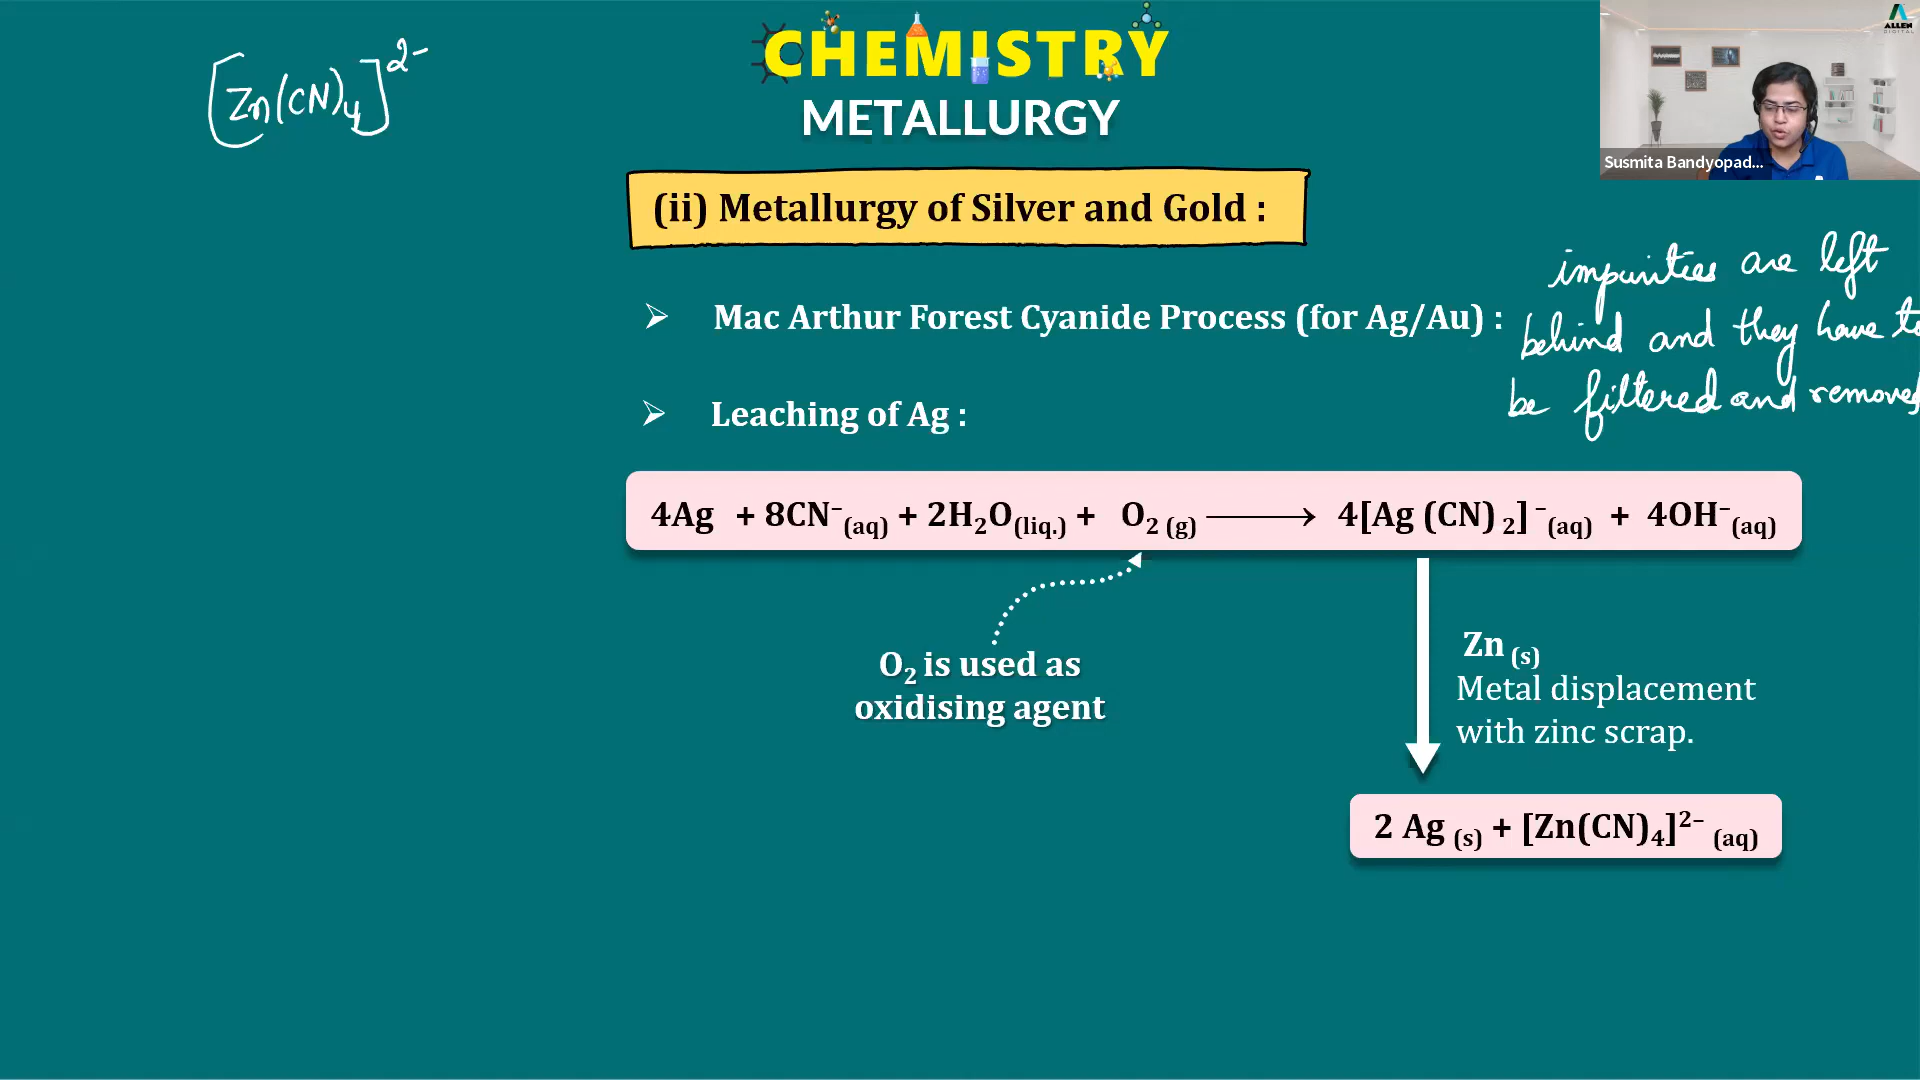 [Zn(CN)4]2-
CHEMISTRY
METALLURGY
ALLEN
DIGITAL
Susmita Bandyopad...
(ii) Metallurgy of Silver and Gold :
impurities are left
behind and they have to
be filtered and removed
➢ Mac Arthur Forest Cyanide Process (for Ag/Au) :
➢ Leaching of Ag :
4Ag + 8CN⁻(aq) + 2H₂O(liq.) + O₂ (g) ⟶ 4[Ag (CN) ₂] ⁻(aq) + 4OH⁻(aq)
O₂ is used as
oxidising agent
Zn (s)
Metal displacement
with zinc scrap.
2 Ag (s) + [Zn(CN)₄]²⁻ (aq)